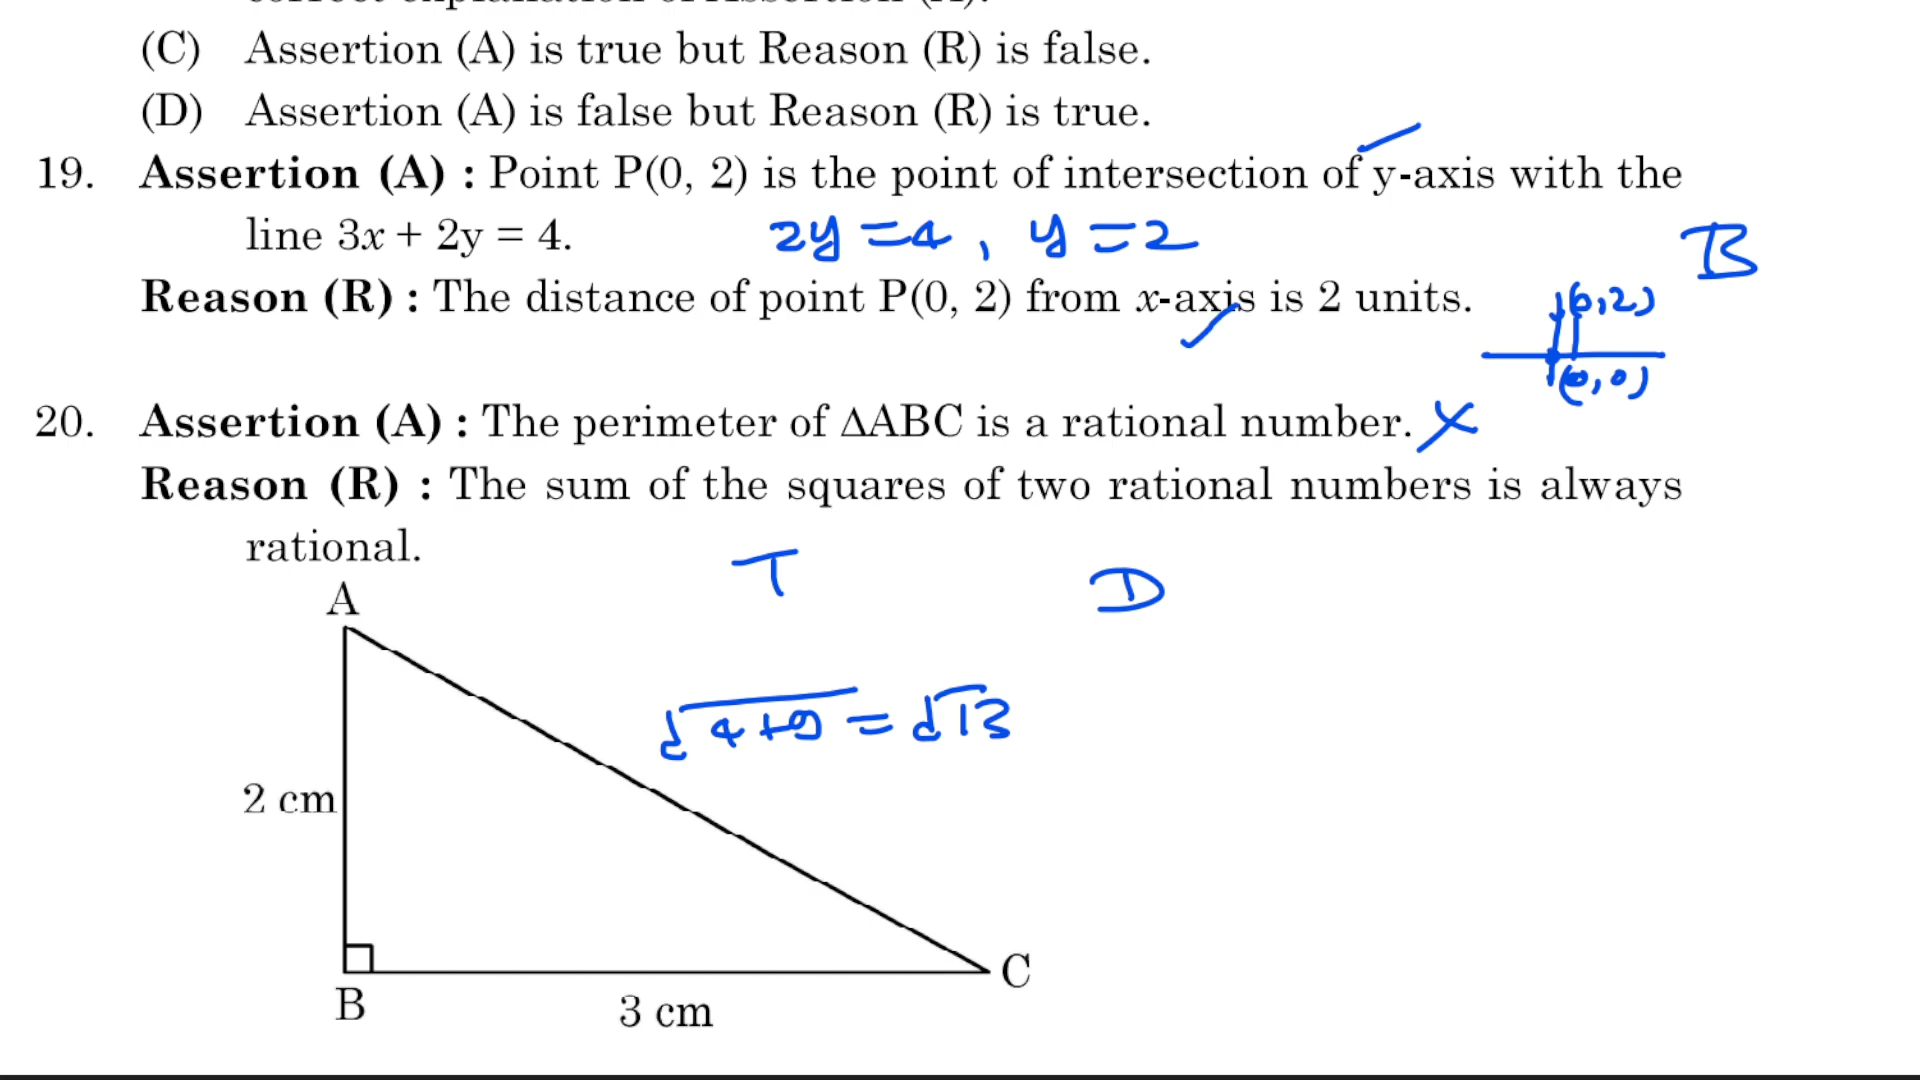 correct explanation of Assertion (A).
(C) Assertion (A) is true but Reason (R) is false.
(D) Assertion (A) is false but Reason (R) is true.
19. Assertion (A) : Point P(0, 2) is the point of intersection of y-axis with the
line 3x + 2y = 4. 2y = 4 , y = 2
B
Reason (R) : The distance of point P(0, 2) from x-axis is 2 units.
(0,2)
(0,0)
20. Assertion (A) : The perimeter of ΔABC is a rational number. ✗
Reason (R) : The sum of the squares of two rational numbers is always
rational.
T D
A
√4+9 = √13
2 cm
B
C
3 cm